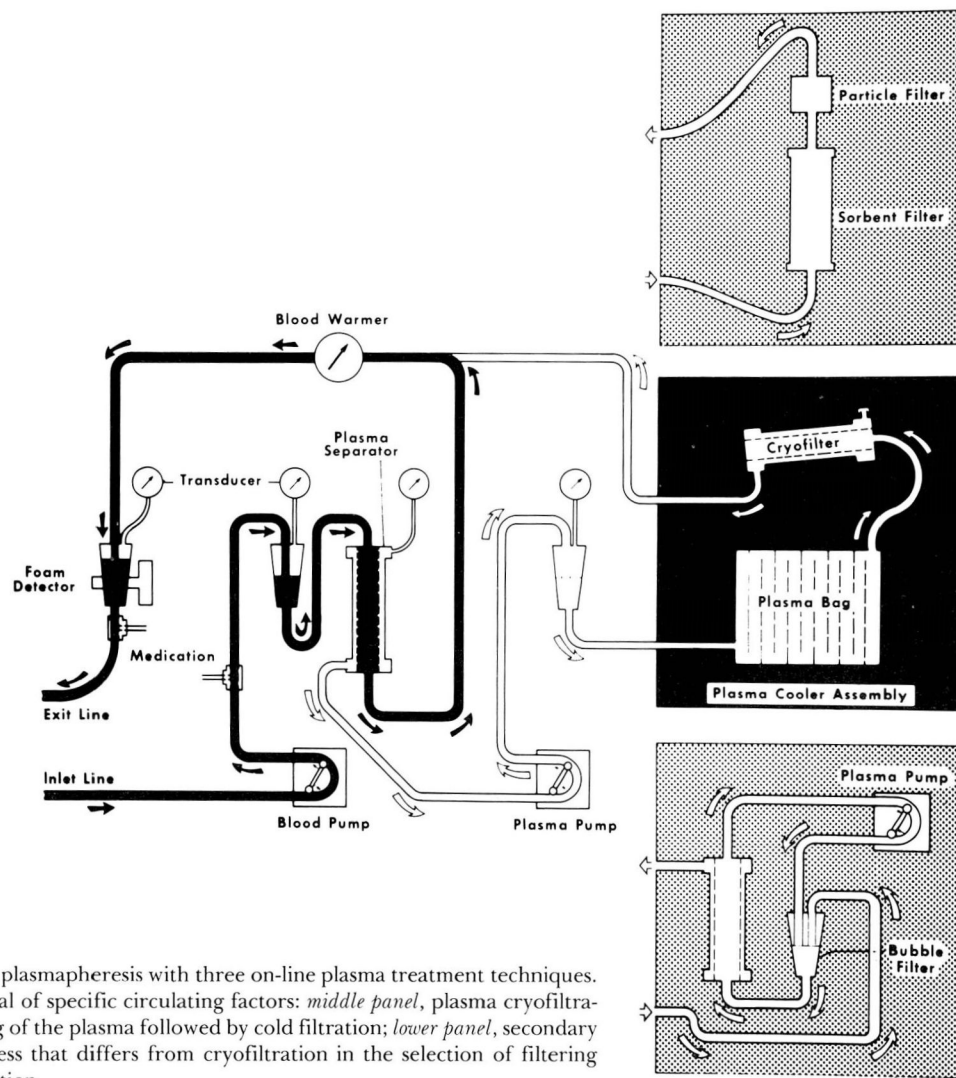 Particle Filter
Sorbent Filter
Blood Warmer
Plasma
Separator
Transducer
Cryofilter
Foam
Detector
Plasma Bag
Medication
Plasma Cooler Assembly
Exit Line
Inlet Line
Blood Pump
Plasma Pump
Plasma Pump
Bubble
Filter
plasmapheresis with three on-line plasma treatment techniques.
al of specific circulating factors: middle panel, plasma cryofiltra-
g of the plasma followed by cold filtration; lower panel, secondary
ess that differs from cryofiltration in the selection of filtering